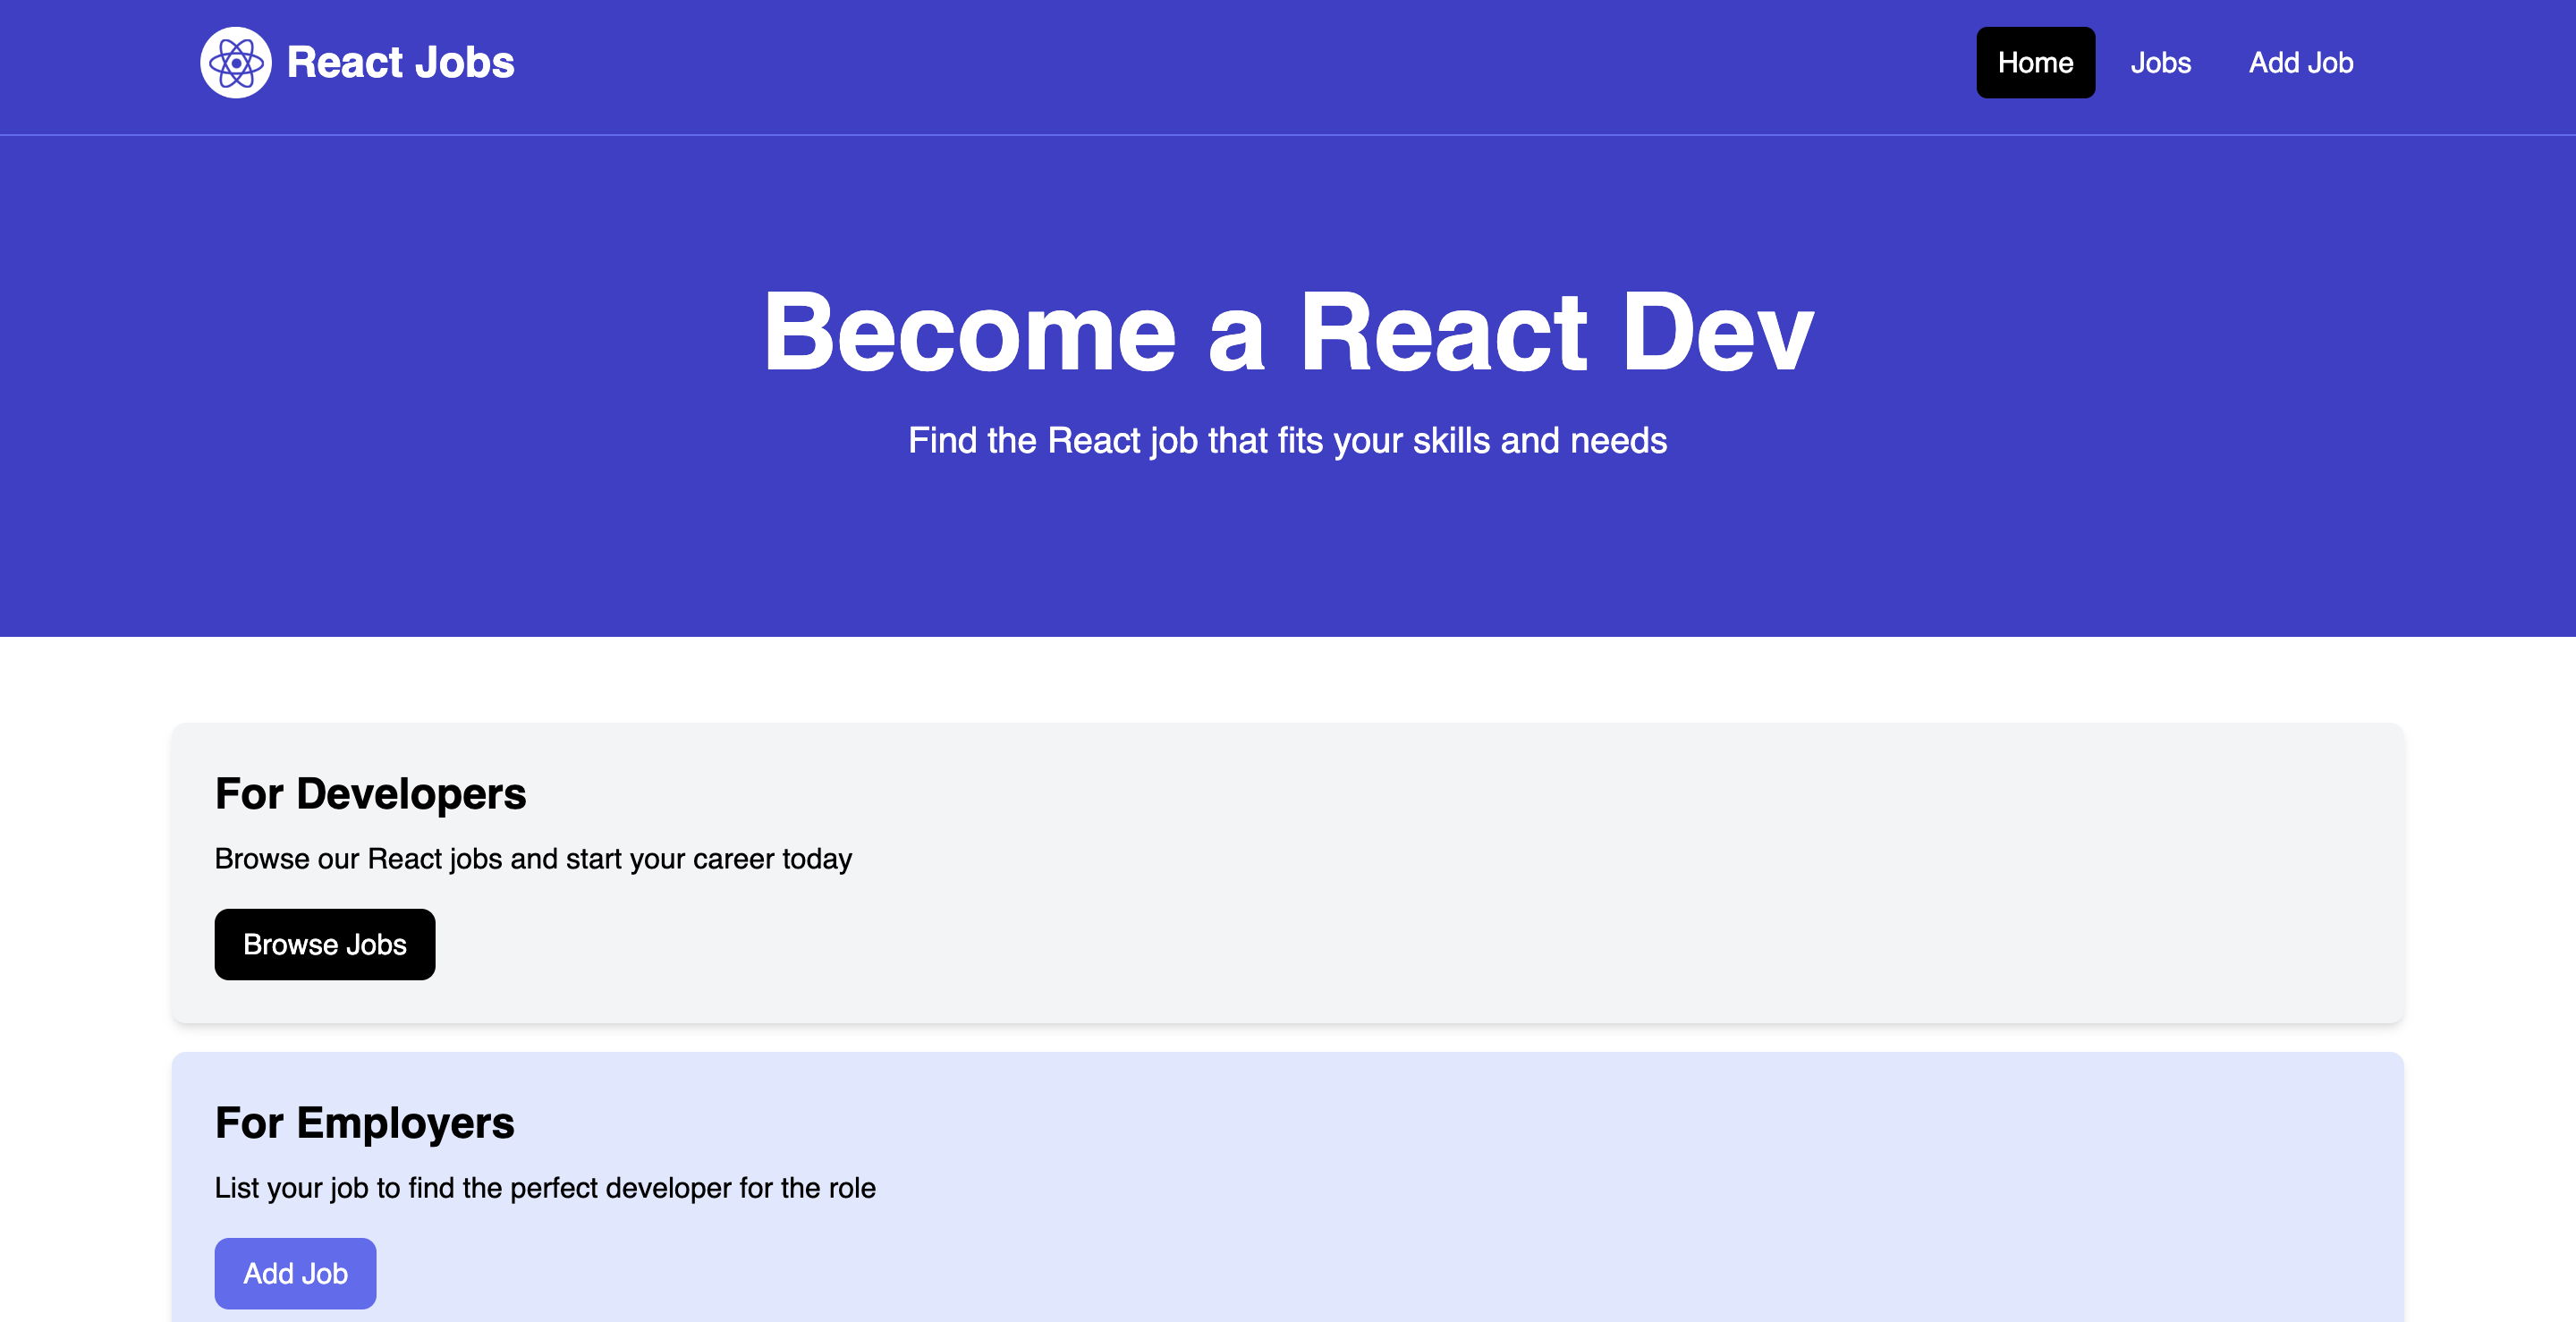 React Jobs
Home Jobs Add Job
Become a React Dev
Find the React job that fits your skills and needs
For Developers
Browse our React jobs and start your career today
Browse Jobs
For Employers
List your job to find the perfect developer for the role
Add Job